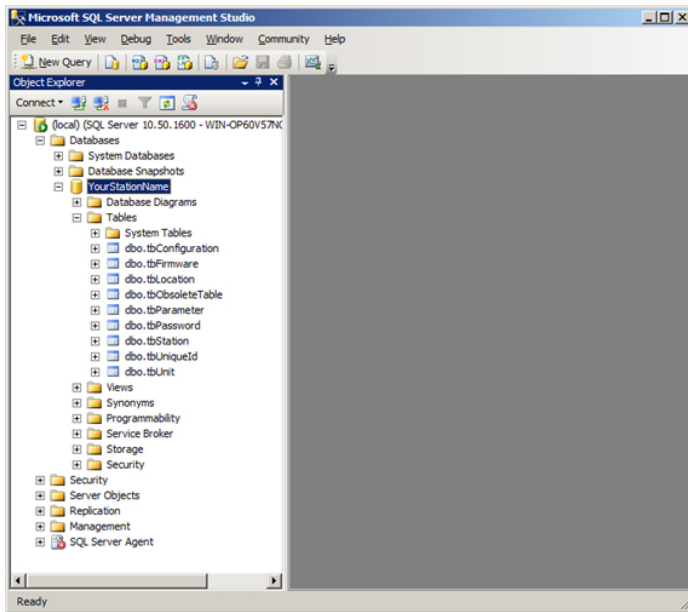 Microsoft SQL Server Management Studio
File Edit View Debug Tools Window Community Help
New Query
Object Explorer
Connect
(local) (SQL Server 10.50.1600 - WIN-OP60V57N
Databases
System Databases
Database Snapshots
YourStationName
Database Diagrams
Tables
System Tables
dbo.tbConfiguration
dbo.tbFirmware
dbo.tbLocation
dbo.tbObsoleteTable
dbo.tbParameter
dbo.tbPassword
dbo.tbStation
dbo.tbUniqueId
dbo.tbUnit
Views
Synonyms
Programmability
Service Broker
Storage
Security
Security
Server Objects
Replication
Management
SQL Server Agent
Ready